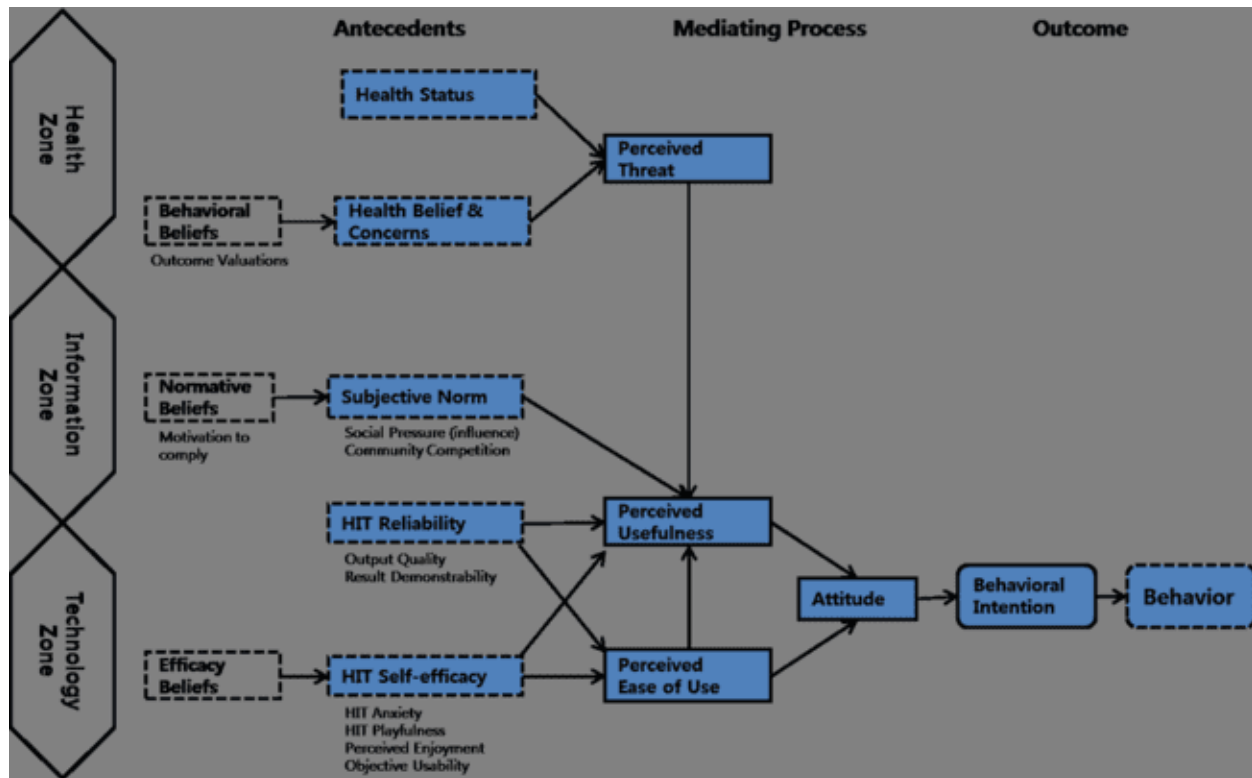 Antecedents
Mediating Process
Outcome
Health
Zone
Health Status
Perceived
Threat
Behavioral
Beliefs
Outcome Valuations
Health Belief &
Concerns
Information
Zone
Normative
Beliefs
Motivation to
comply
Subjective Norm
Social Pressure (influence)
Community Competition
Technology
Zone
HIT Reliability
Output Quality
Result Demonstrability
Perceived
Usefulness
Attitude
Behavioral
Intention
Behavior
Efficacy
Beliefs
HIT Self-efficacy
HIT Anxiety
HIT Playfulness
Perceived Enjoyment
Objective Usability
Perceived
Ease of Use